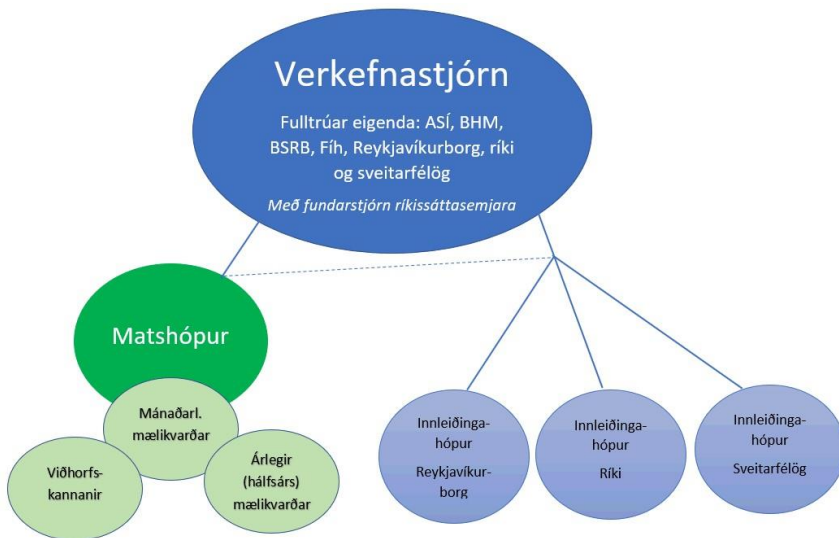 Verkefnastjórn
Fulltrúar eigenda: ASÍ, BHM,
BSRB, Fíh, Reykjavíkurborg, ríki
og sveitarfélög
Með fundarstjórn ríkissáttasemjara
Matshópur
Mánaðarl.
mælikvarðar
Viðhorfs-
kannanir
Árlegir
(hálfsárs)
mælikvarðar
Innleiðinga-
hópur
Reykjavíkur-
borg
Innleiðinga-
hópur
Ríki
Innleiðinga-
hópur
Sveitarfélög